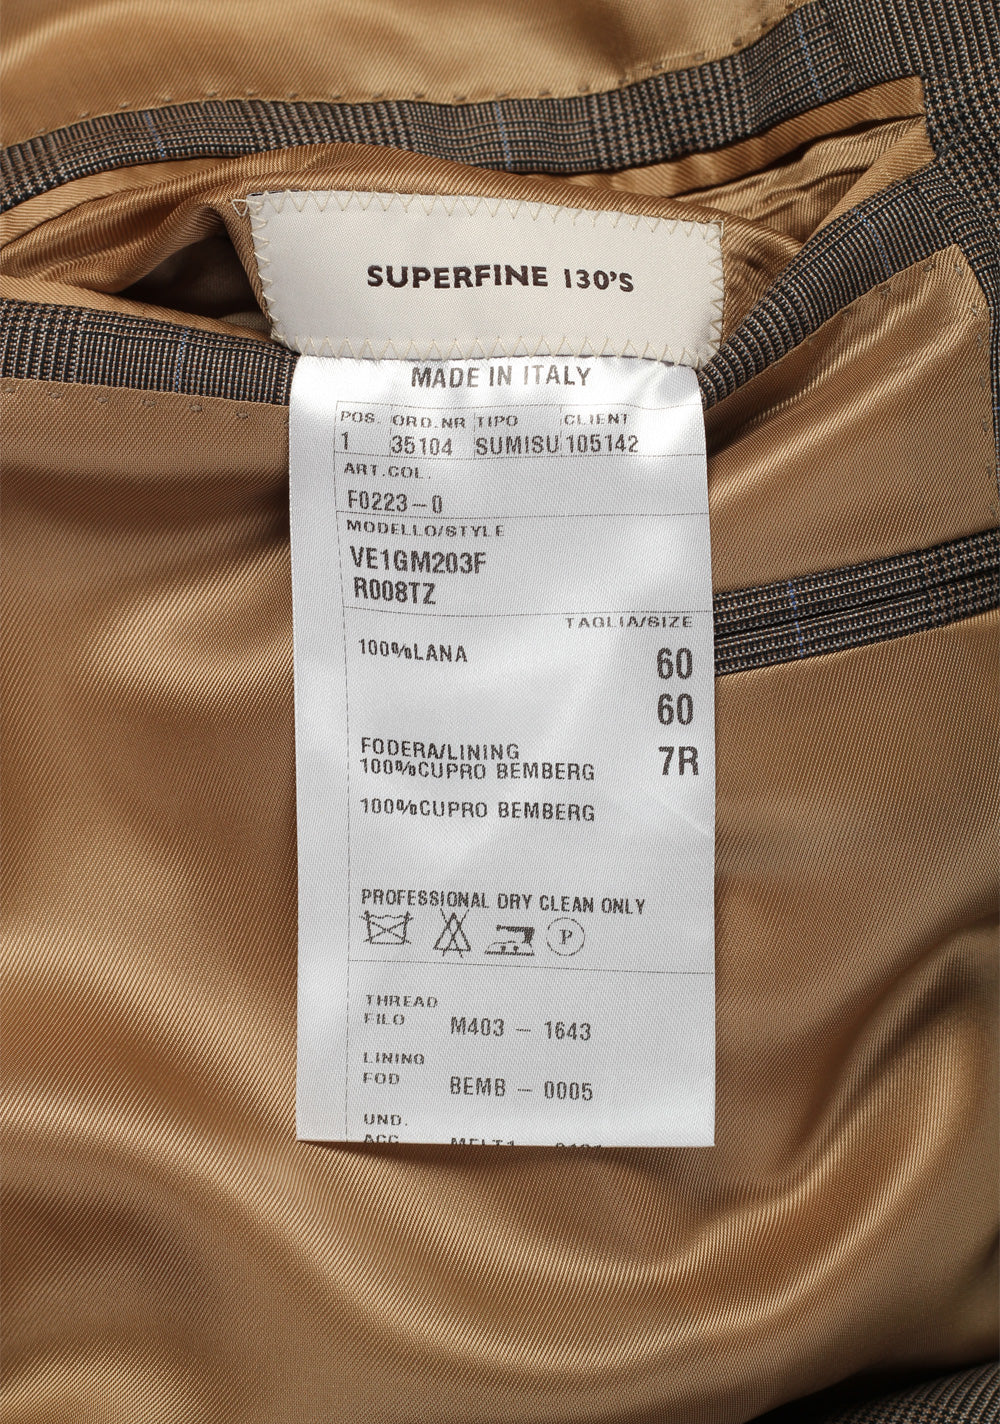 SUPERFINE 130'S
MADE IN ITALY
POS. ORD.NR TIPO CLIENT
1 35104 SUMISU 105142
ART.COL.
F0223-0
MODELLO/STYLE
VE1GM203F
R008TZ
TAGLIA/SIZE
100%LANA 60
60
FODERA/LINING
100%CUPRO BEMBERG 7R
100%CUPRO BEMBERG
PROFESSIONAL DRY CLEAN ONLY
P
THREAD
FILO M403 - 1643
LINING
FOD BEMB - 0005
UND.
ACC MELT1